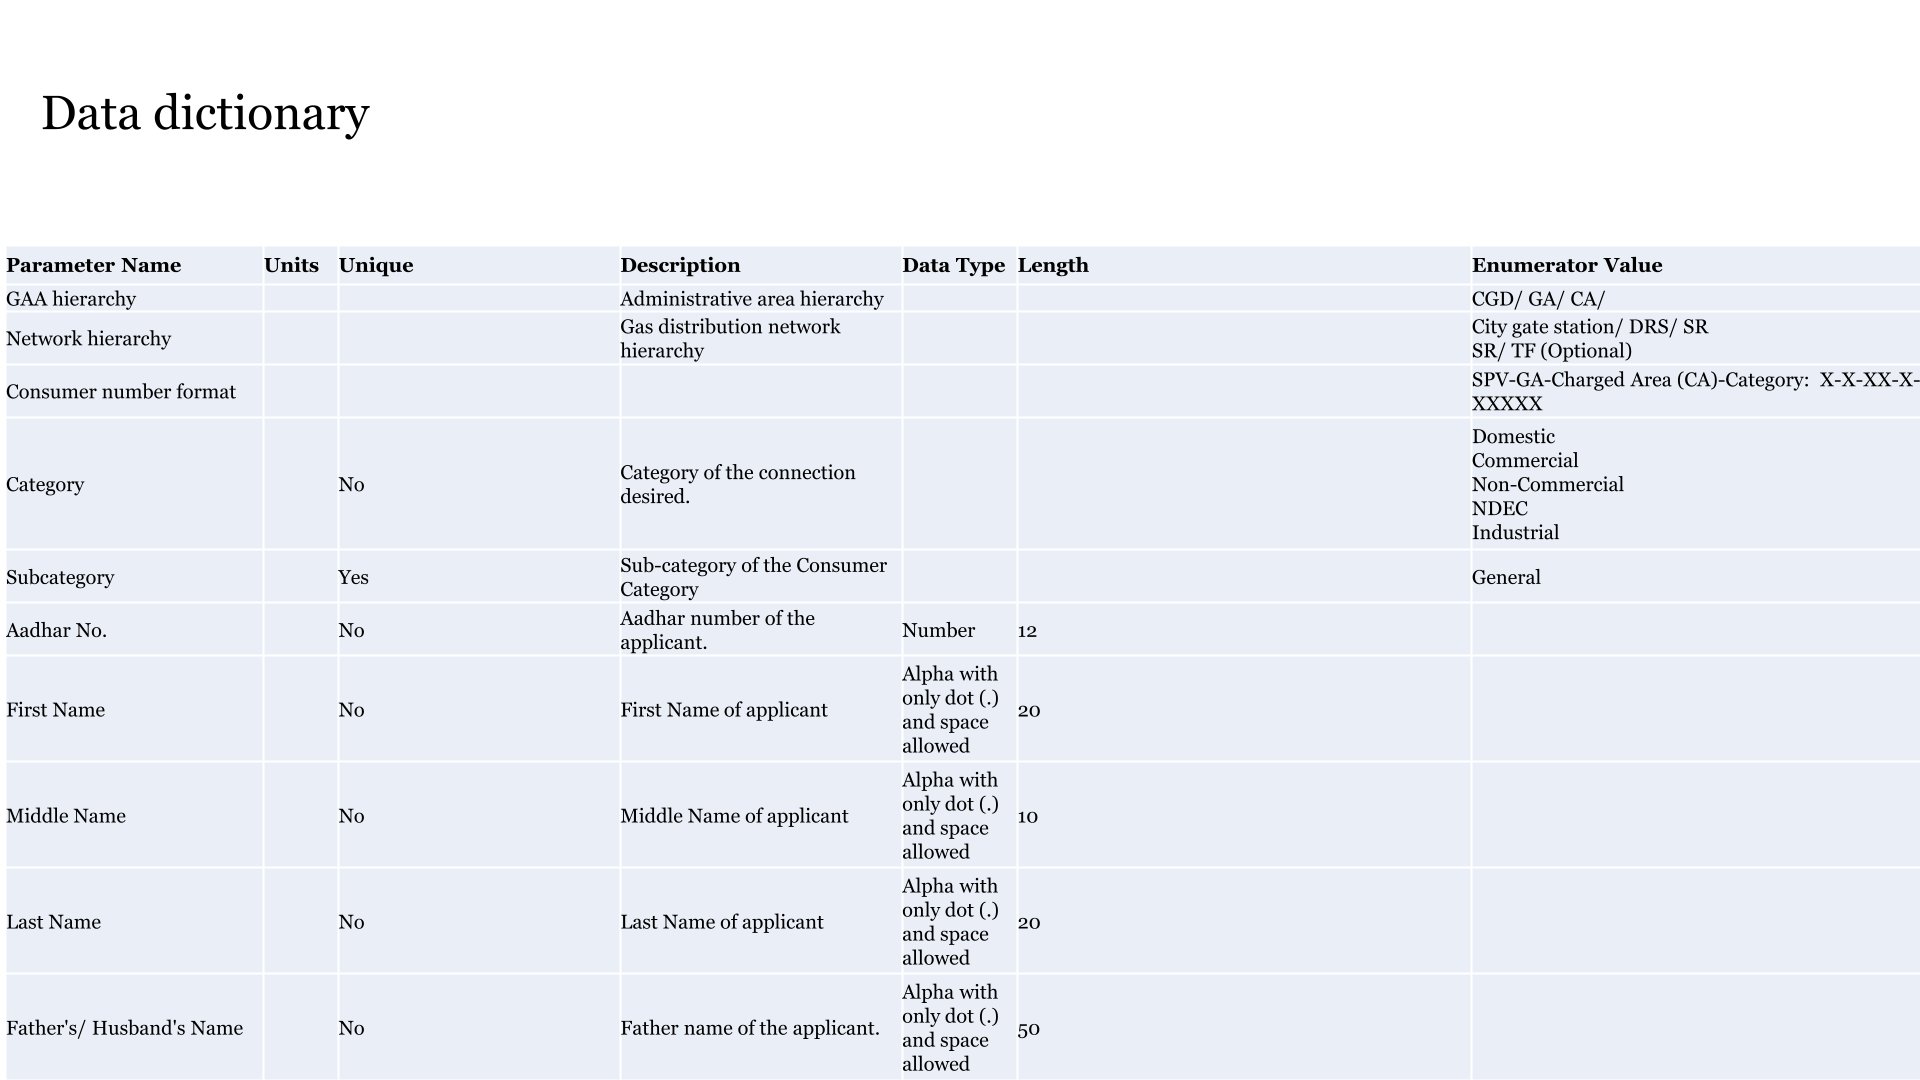 Data dictionary
Parameter Name Units Unique Description Data Type Length Enumerator Value
GAA hierarchy Administrative area hierarchy CGD/ GA/ CA/
Network hierarchy Gas distribution network
hierarchy City gate station/ DRS/ SR
SR/ TF (Optional)
Consumer number format SPV-GA-Charged Area (CA)-Category: X-X-XX-X-
XXXXX
Category No Category of the connection
desired. Domestic
Commercial
Non-Commercial
NDEC
Industrial
Subcategory Yes Sub-category of the Consumer
Category General
Aadhar No. No Aadhar number of the
applicant. Number 12
First Name No First Name of applicant Alpha with
only dot (.)
and space
allowed 20
Middle Name No Middle Name of applicant Alpha with
only dot (.)
and space
allowed 10
Last Name No Last Name of applicant Alpha with
only dot (.)
and space
allowed 20
Father's/ Husband's Name No Father name of the applicant. Alpha with
only dot (.)
and space
allowed 50